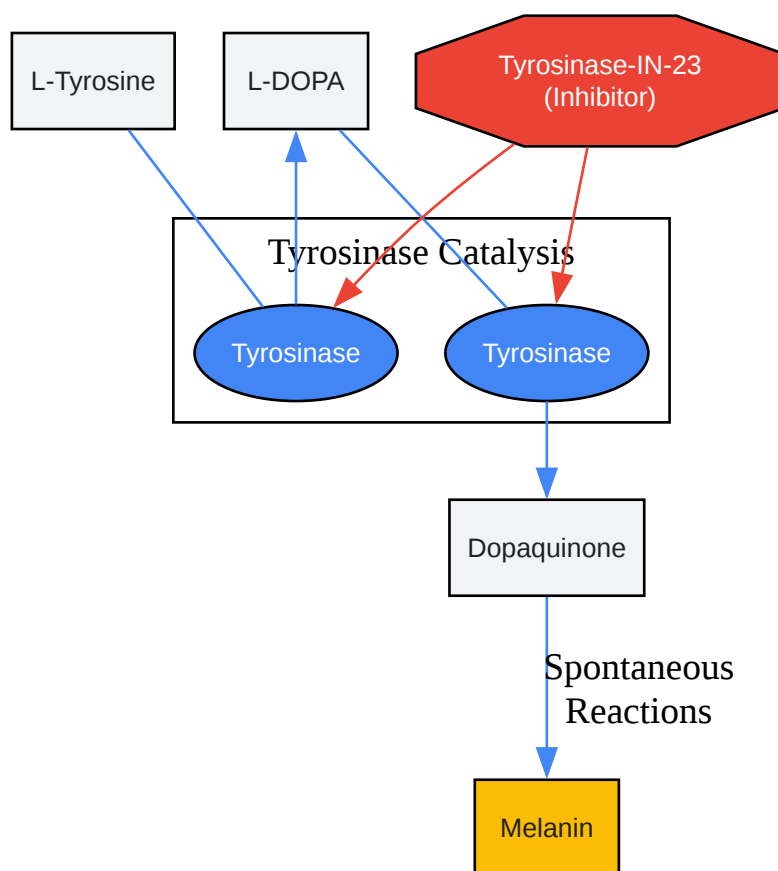 L-Tyrosine
L-DOPA
Tyrosinase-IN-23
(Inhibitor)
Tyrosinase Catalysis
Tyrosinase
Tyrosinase
Dopaquinone
Spontaneous
Reactions
Melanin